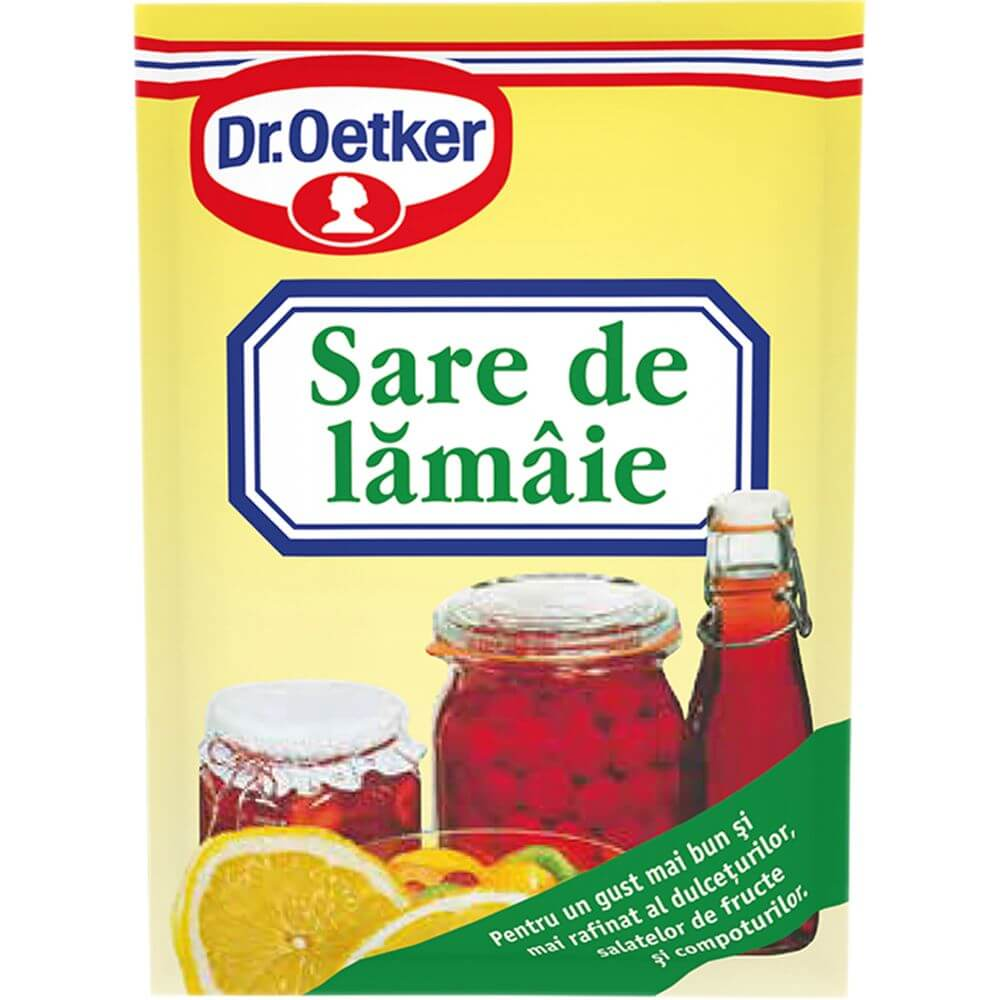 Dr.Oetker
Sare de
lămâie
Pentru un gust mai bun şi
mai rafinat al dulceţurilor,
salatelor de fructe
şi compoturilor.